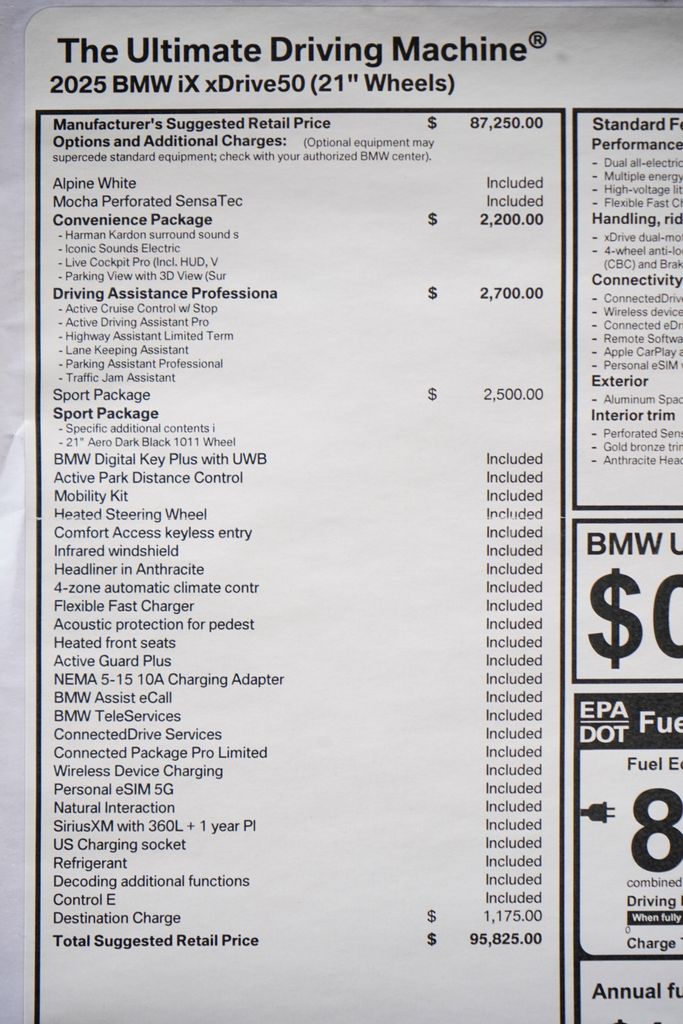 The Ultimate Driving Machine®
2025 BMW iX xDrive50 (21" Wheels)
Manufacturer's Suggested Retail Price $ 87,250.00
Options and Additional Charges: (Optional equipment may
supercede standard equipment; check with your authorized BMW center).
Alpine White Included
Mocha Perforated SensaTec Included
Convenience Package $ 2,200.00
- Harman Kardon surround sound s
- Iconic Sounds Electric
- Live Cockpit Pro (Incl. HUD, V
- Parking View with 3D View (Sur
Driving Assistance Professiona $ 2,700.00
- Active Cruise Control w/ Stop
- Active Driving Assistant Pro
- Highway Assistant Limited Term
- Lane Keeping Assistant
- Parking Assistant Professional
- Traffic Jam Assistant
Sport Package $ 2,500.00
Sport Package
- Specific additional contents i
- 21" Aero Dark Black 1011 Wheel
BMW Digital Key Plus with UWB Included
Active Park Distance Control Included
Mobility Kit Included
Heated Steering Wheel Included
Comfort Access keyless entry Included
Infrared windshield Included
Headliner in Anthracite Included
4-zone automatic climate contr Included
Flexible Fast Charger Included
Acoustic protection for pedest Included
Heated front seats Included
Active Guard Plus Included
NEMA 5-15 10A Charging Adapter Included
BMW Assist eCall Included
BMW TeleServices Included
ConnectedDrive Services Included
Connected Package Pro Limited Included
Wireless Device Charging Included
Personal eSIM 5G Included
Natural Interaction Included
SiriusXM with 360L + 1 year Pl Included
US Charging socket Included
Refrigerant Included
Decoding additional functions Included
Control E Included
Destination Charge $ 1,175.00
Total Suggested Retail Price $ 95,825.00
Standard Fe
Performance
- Dual all-electric
- Multiple energy
- High-voltage lit
- Flexible Fast Ch
Handling, rid
- xDrive dual-mot
- 4-wheel anti-lo
(CBC) and Brak
Connectivity
- ConnectedDrive
- Wireless device
- Connected eDri
- Remote Softwa
- Apple CarPlay a
- Personal eSIM
Exterior
- Aluminum Spac
Interior trim
- Perforated Sens
- Gold bronze trim
- Anthracite Head
BMW U
$0
EPA
DOT
Fue
Fuel Ec
8
combined
Driving
When fully
0
Charge T
Annual fu